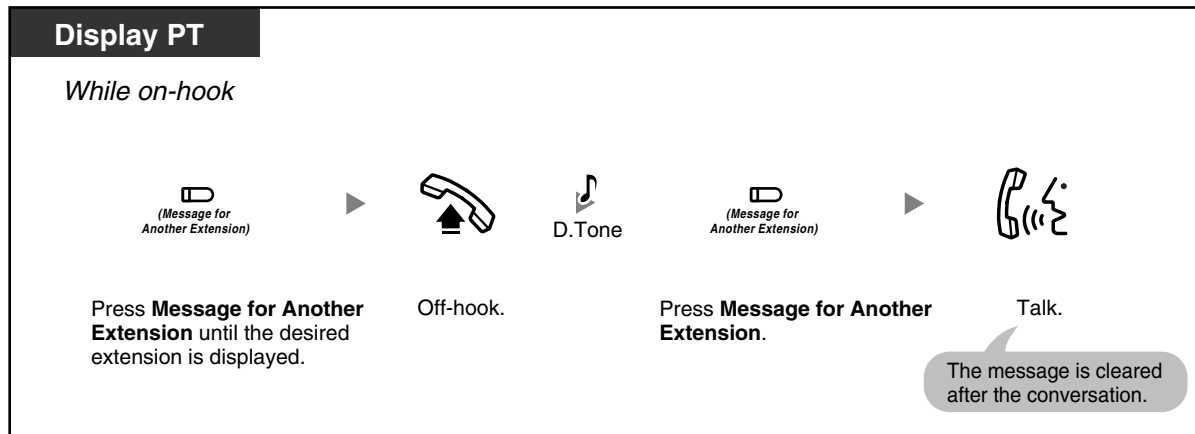 Display PT
While on-hook
(Message for
Another Extension)
D.Tone
(Message for
Another Extension)
Press Message for Another
Extension until the desired
extension is displayed.
Off-hook.
Press Message for Another
Extension.
Talk.
The message is cleared
after the conversation.